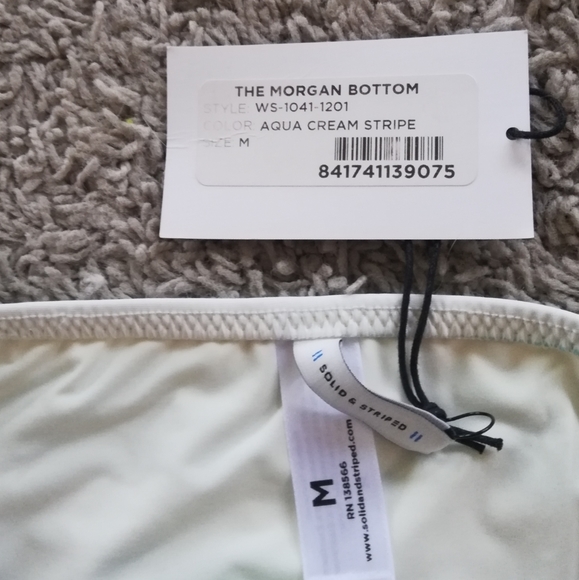 THE MORGAN BOTTOM
STYLE: WS-1041-1201
COLOR: AQUA CREAM STRIPE
SIZE: M
841741139075
SOLID & STRIPED
M
RN 138566
www.solidandstriped.com